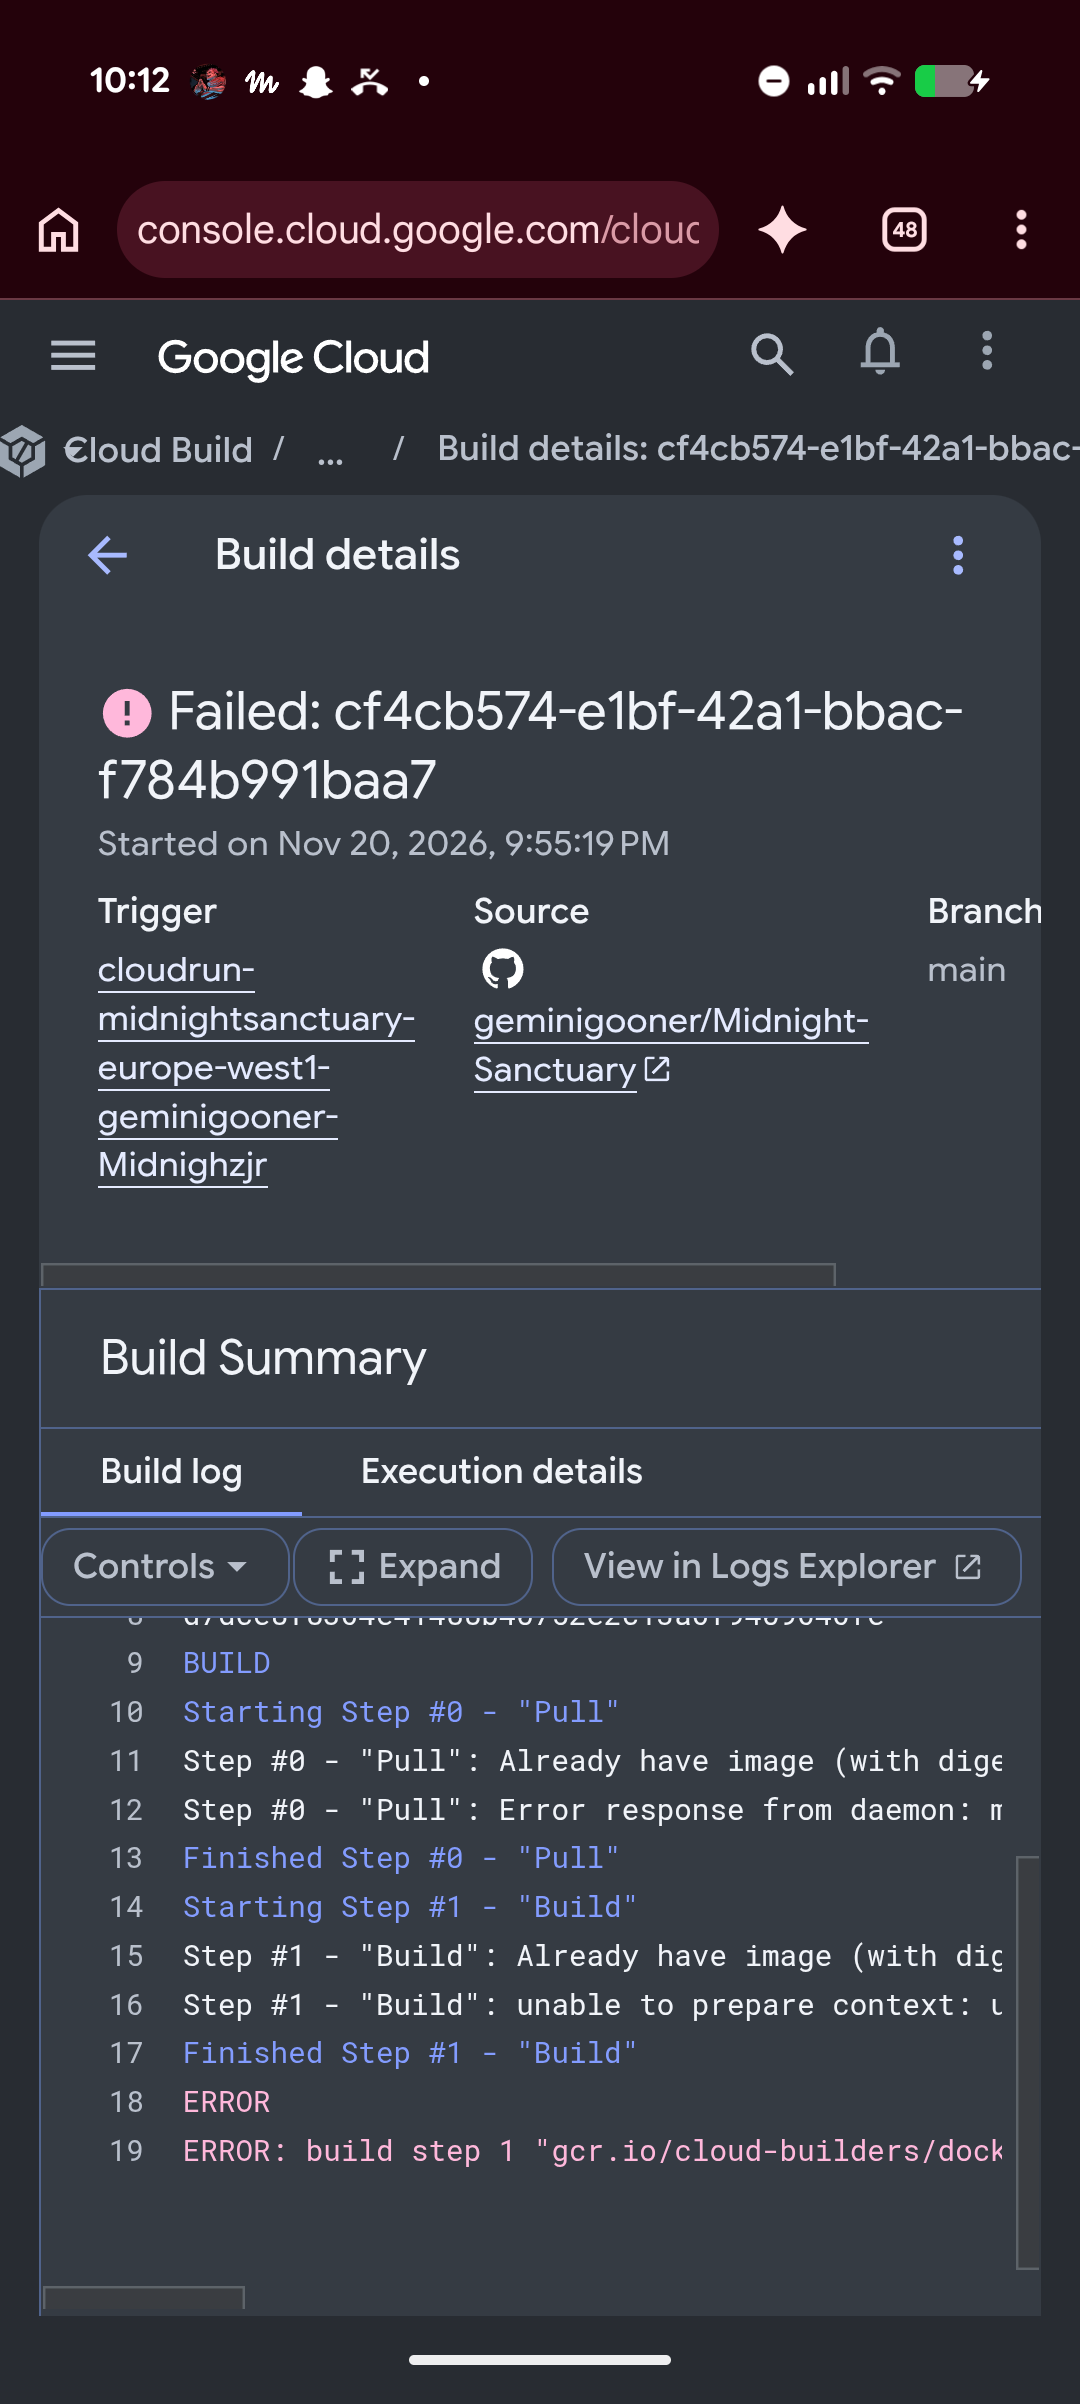 10:12
console.cloud.google.com/clouc
48
Google Cloud
Cloud Build / ... / Build details: cf4cb574-e1bf-42a1-bbac-
Build details
Failed: cf4cb574-e1bf-42a1-bbac-
f784b991baa7
Started on Nov 20, 2026, 9:55:19 PM
Trigger
Source
Branch
cloudrun-
midnightsanctuary-
europe-west1-
geminigooner-
Midnighzjr
geminigooner/Midnight-
Sanctuary
main
Build Summary
Build log
Execution details
Controls
Expand
View in Logs Explorer
9 BUILD
10 Starting Step #0 - "Pull"
11 Step #0 - "Pull": Already have image (with dige
12 Step #0 - "Pull": Error response from daemon: m
13 Finished Step #0 - "Pull"
14 Starting Step #1 - "Build"
15 Step #1 - "Build": Already have image (with dig
16 Step #1 - "Build": unable to prepare context: u
17 Finished Step #1 - "Build"
18 ERROR
19 ERROR: build step 1 "gcr.io/cloud-builders/dock